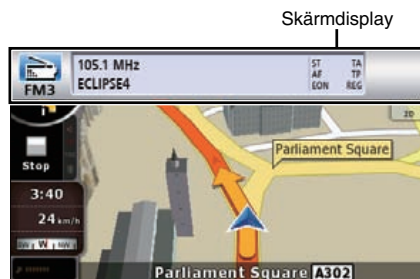 Skärmdisplay
105.1 MHz
ECLIPSE4
ST TA
AF TP
EON REG
FM3
2D
Parliament Square
Stop
3:40
24 km/h
W
Parliament Square A302